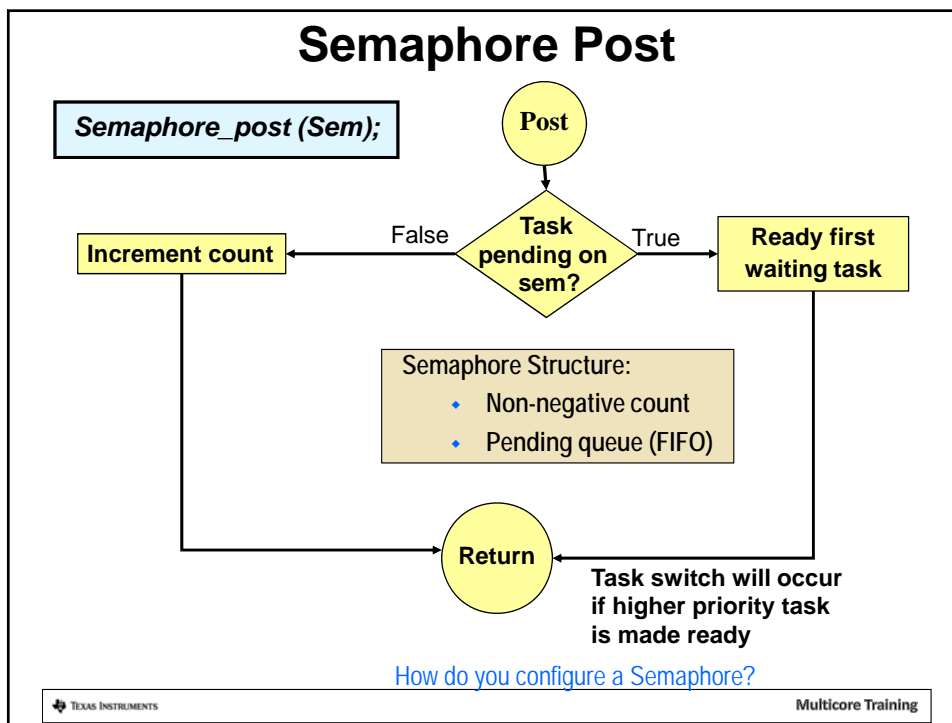 Semaphore Post
Semaphore_post (Sem);
Post
Task
pending on
sem?
False
True
Increment count
Ready first
waiting task
Semaphore Structure:
Non-negative count
Pending queue (FIFO)
Return
Task switch will occur
if higher priority task
is made ready
How do you configure a Semaphore?
TEXAS INSTRUMENTS
Multicore Training